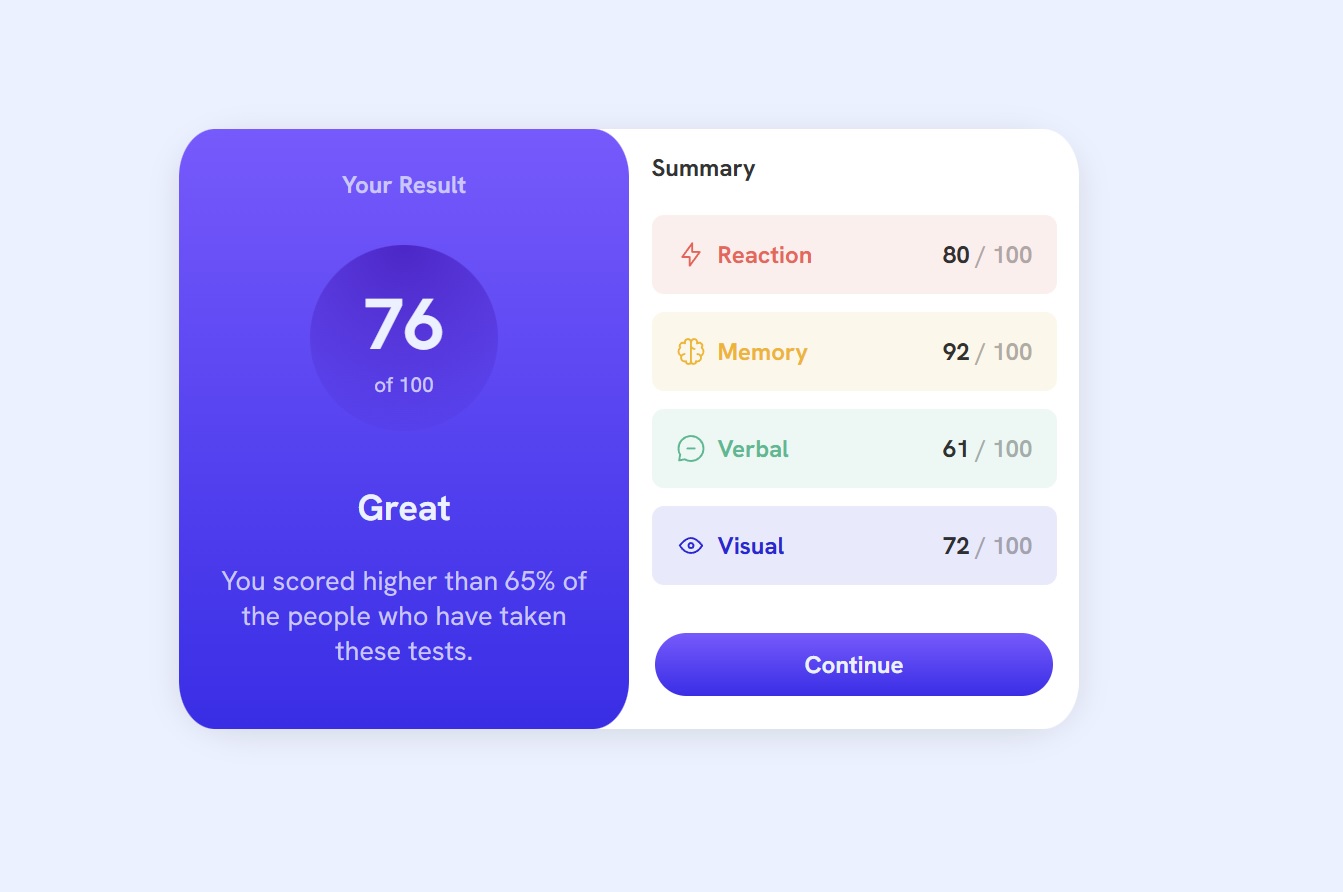 Your Result
76
of 100
Great
You scored higher than 65% of
the people who have taken
these tests.
Summary
Reaction 80 / 100
Memory 92 / 100
Verbal 61 / 100
Visual 72 / 100
Continue